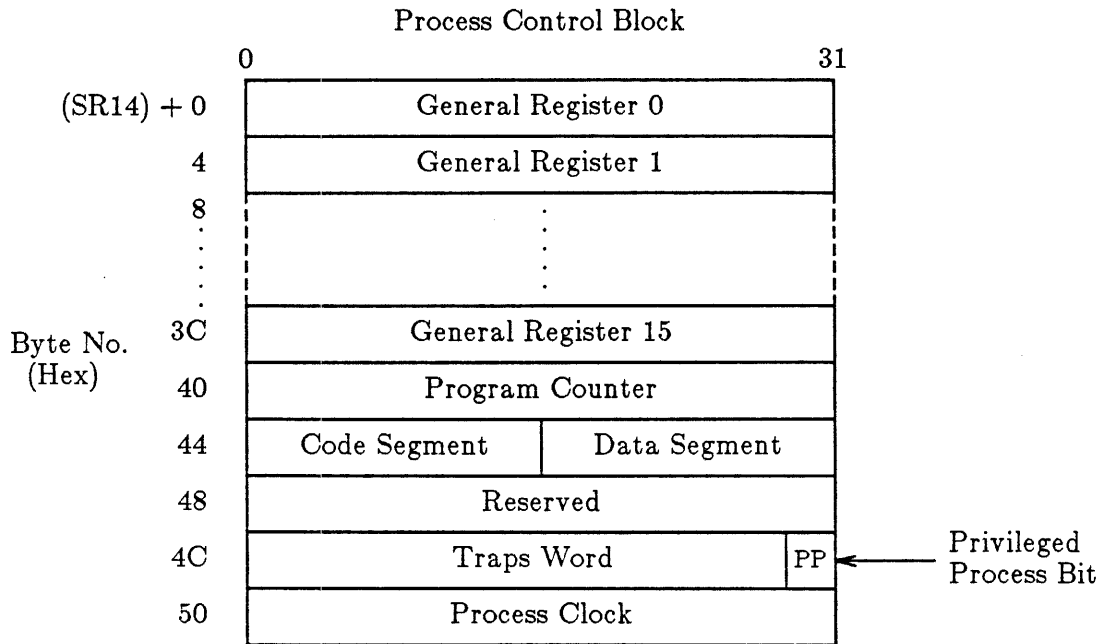 Process Control Block
0 31
(SR14) + 0 General Register 0
4 General Register 1
8
3C General Register 15
Byte No.
(Hex)
40 Program Counter
44 Code Segment Data Segment
48 Reserved
4C Traps Word PP
Privileged
Process Bit
50 Process Clock